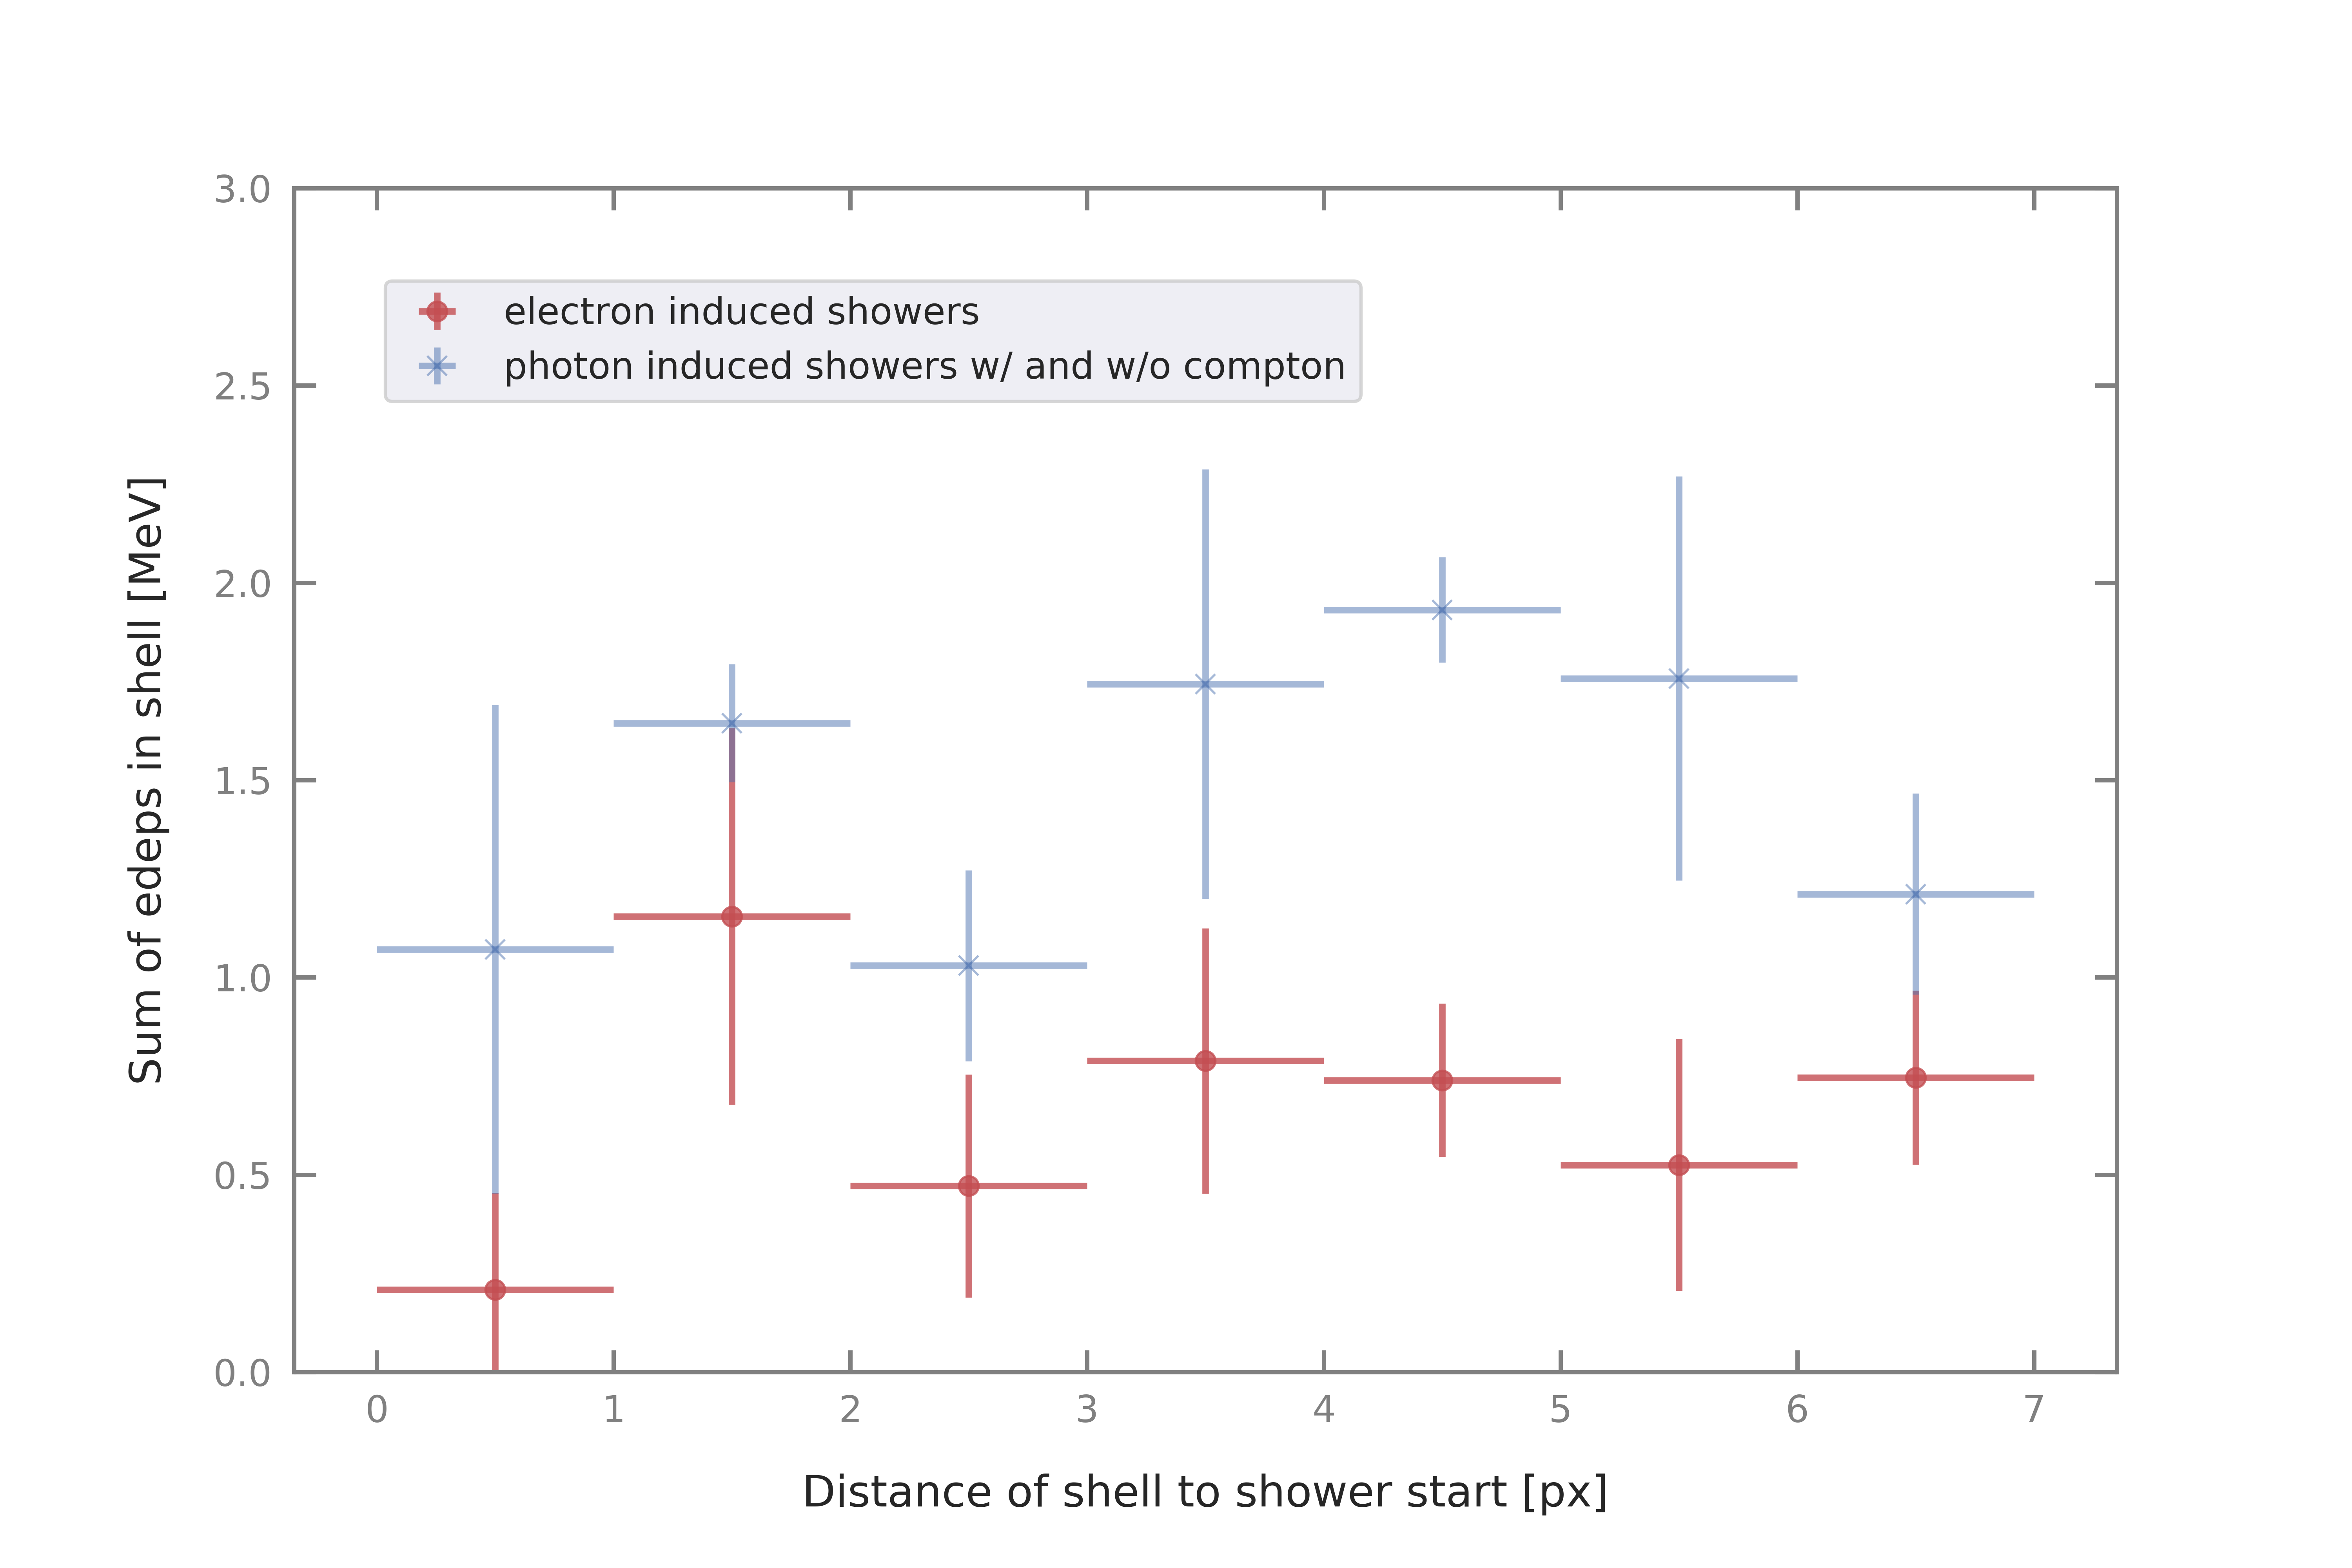 3.0
2.5
2.0
1.5
1.0
0.5
0.0
Sum of edeps in shell [MeV]
electron induced showers
photon induced showers w/ and w/o compton
0 1 2 3 4 5 6 7
Distance of shell to shower start [px]